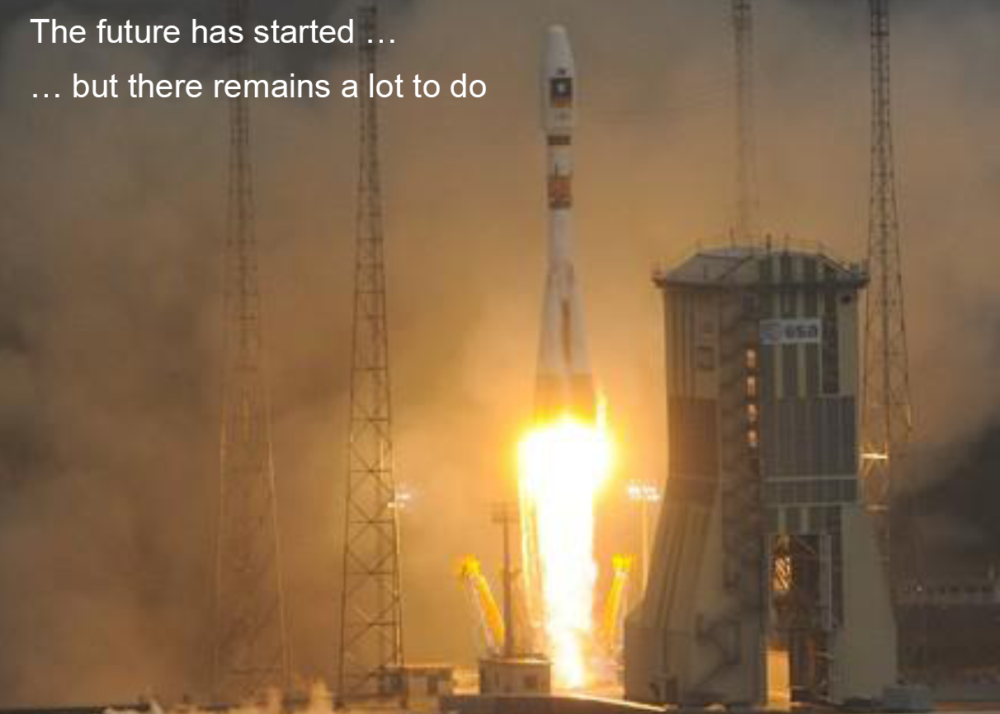 The future has started …
… but there remains a lot to do
esa